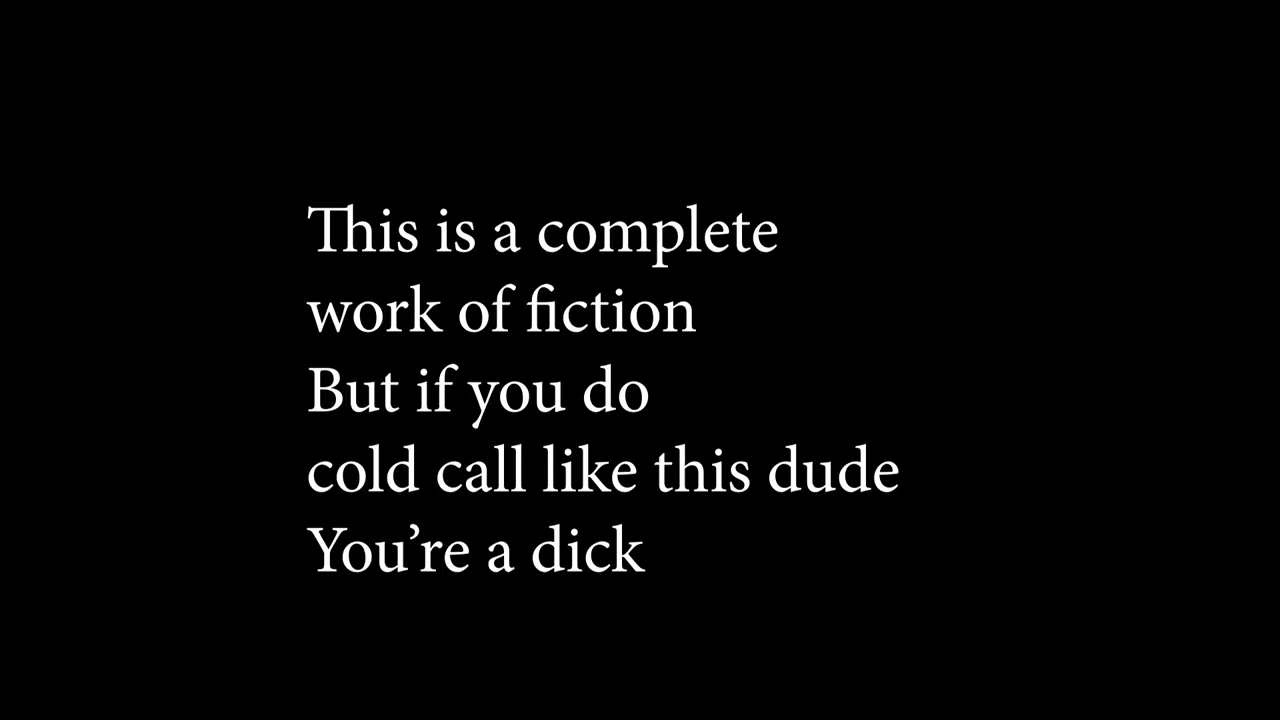 This is a complete
work of fiction
But if you do
cold call like this dude
You’re a dick